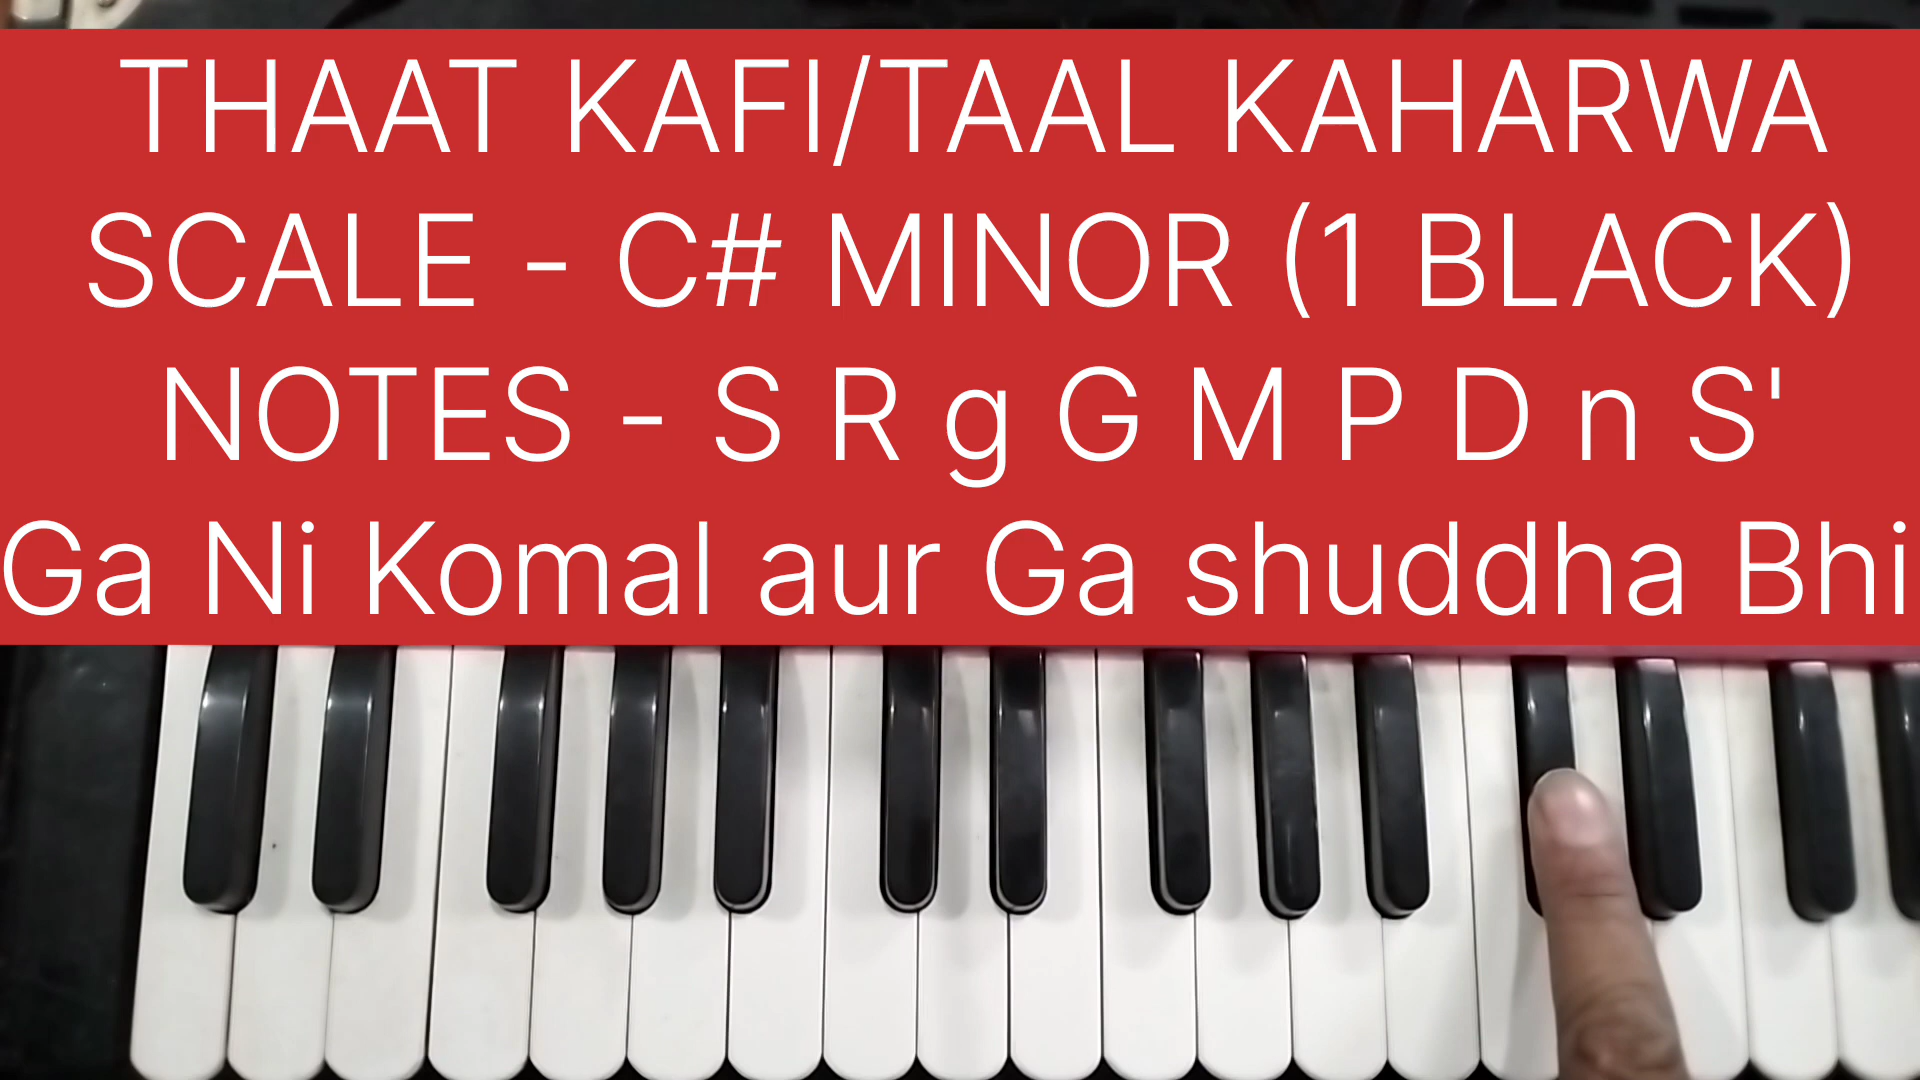 THAAT KAFI/TAAL KAHARWA
SCALE - C# MINOR (1 BLACK)
NOTES - S R g G M P D n S'
Ga Ni Komal aur Ga shuddha Bhi